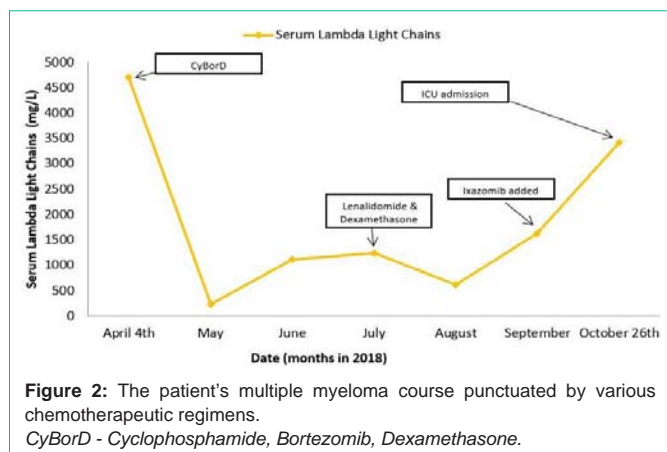 Serum Lambda Light Chains
Serum Lambda Light Chains (mg/L)
5000
4500
4000
3500
3000
2500
2000
1500
1000
500
0
CyBorD
ICU admission
Lenalidomide &
Dexamethasone
Ixazomib added
April 4th May June July August September October 26th
Date (months in 2018)
Figure 2: The patient's multiple myeloma course punctuated by various
chemotherapeutic regimens.
CyBorD - Cyclophosphamide, Bortezomib, Dexamethasone.